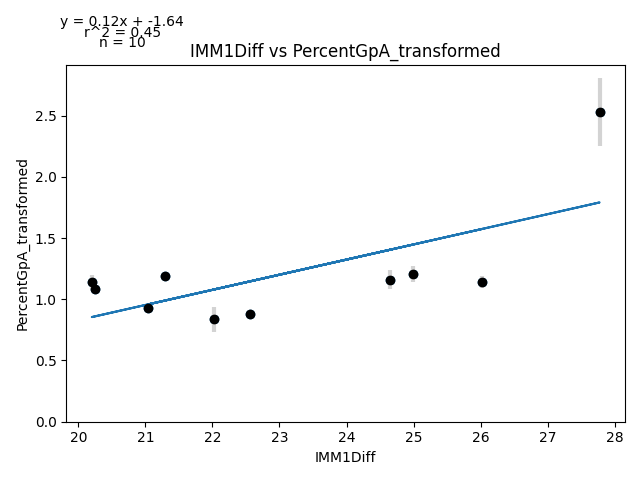 y = 0.12x + -1.64
r^2 = 0.45
n = 10
IMM1Diff vs PercentGpA_transformed
PercentGpA_transformed
2.5
2.0
1.5
1.0
0.5
0.0
20 21 22 23 24 25 26 27 28
IMM1Diff